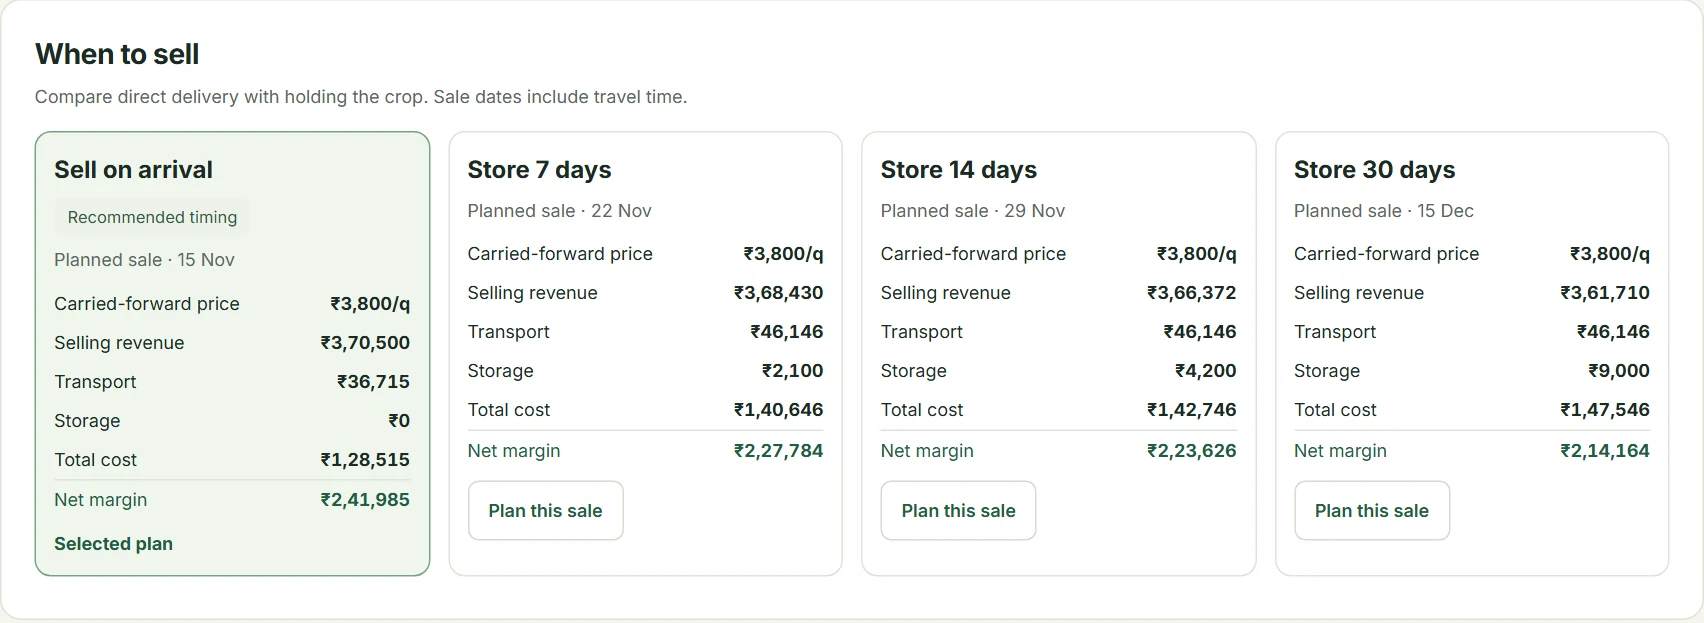 When to sell
Compare direct delivery with holding the crop. Sale dates include travel time.
Sell on arrival
Recommended timing
Planned sale · 15 Nov
Carried-forward price ₹3,800/q
Selling revenue ₹3,70,500
Transport ₹36,715
Storage ₹0
Total cost ₹1,28,515
Net margin ₹2,41,985
Selected plan
Store 7 days
Planned sale · 22 Nov
Carried-forward price ₹3,800/q
Selling revenue ₹3,68,430
Transport ₹46,146
Storage ₹2,100
Total cost ₹1,40,646
Net margin ₹2,27,784
Plan this sale
Store 14 days
Planned sale · 29 Nov
Carried-forward price ₹3,800/q
Selling revenue ₹3,66,372
Transport ₹46,146
Storage ₹4,200
Total cost ₹1,42,746
Net margin ₹2,23,626
Plan this sale
Store 30 days
Planned sale · 15 Dec
Carried-forward price ₹3,800/q
Selling revenue ₹3,61,710
Transport ₹46,146
Storage ₹9,000
Total cost ₹1,47,546
Net margin ₹2,14,164
Plan this sale